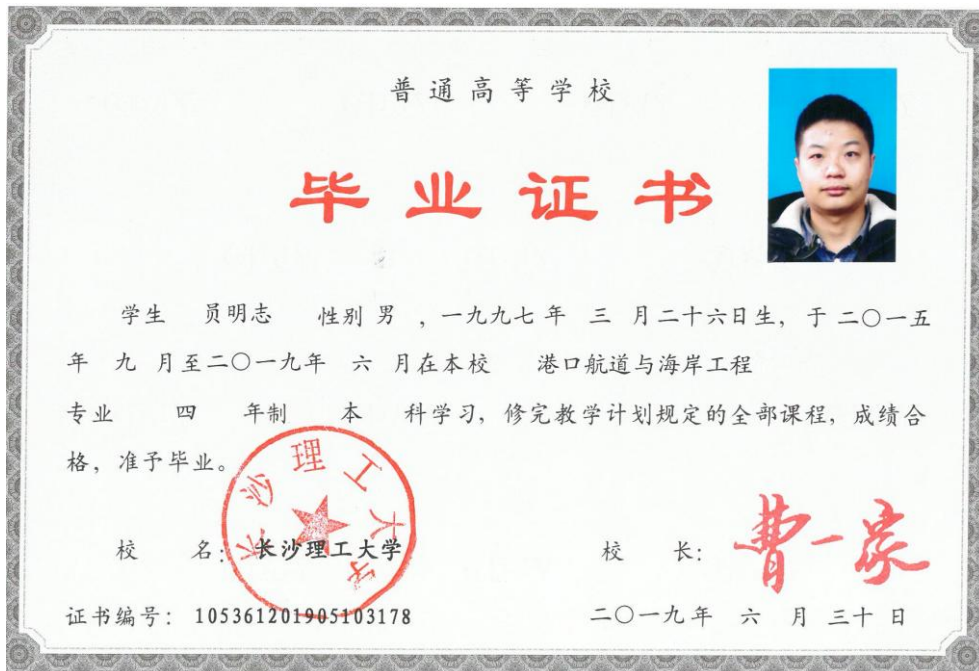 普通高等学校
毕业证书
学生 员明志 性别 男 ，一九九七 年 三 月二十六日生，于 二〇一五
年 九 月至二〇一九年 六 月在本校 港口航道与海岸工程
专业 四 年制 本 科学习，修完教学计划规定的全部课程，成绩合
格，准予毕业。
长沙理工大学
校 名：长沙理工大学
校 长：曹一家
证书编号：105361201905103178
二〇一九年 六 月 三十 日